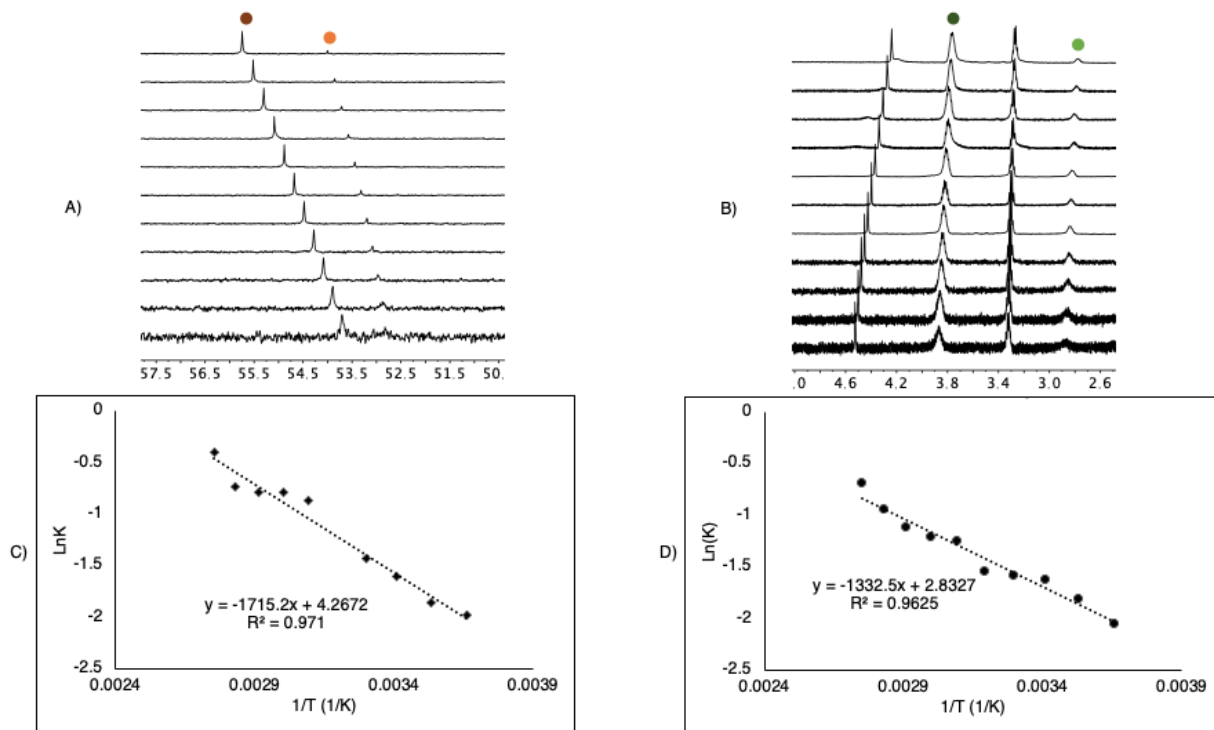 A)
57.5 56.5 55.5 54.5 53.5 52.5 51.5 50.
B)
.0 4.6 4.2 3.8 3.4 3.0 2.6
C)
LnK
0
-0.5
-1
-1.5
-2
-2.5
y = -1715.2x + 4.2672
R² = 0.971
0.0024 0.0029 0.0034 0.0039
1/T (1/K)
D)
Ln(K)
0
-0.5
-1
-1.5
-2
-2.5
y = -1332.5x + 2.8327
R² = 0.9625
0.0024 0.0029 0.0034 0.0039
1/T (1/K)